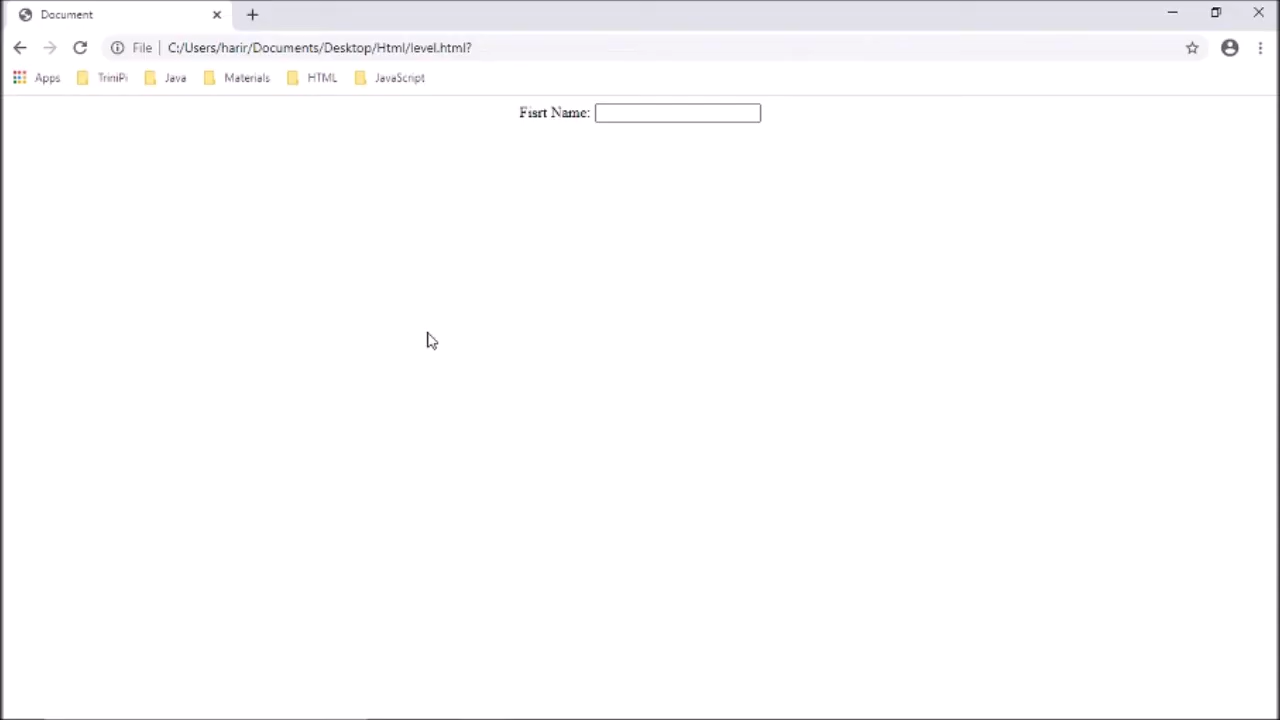 Document
File C:/Users/harir/Documents/Desktop/Html/level.html?
Apps TriniPi Java Materials HTML JavaScript
Fisrt Name: